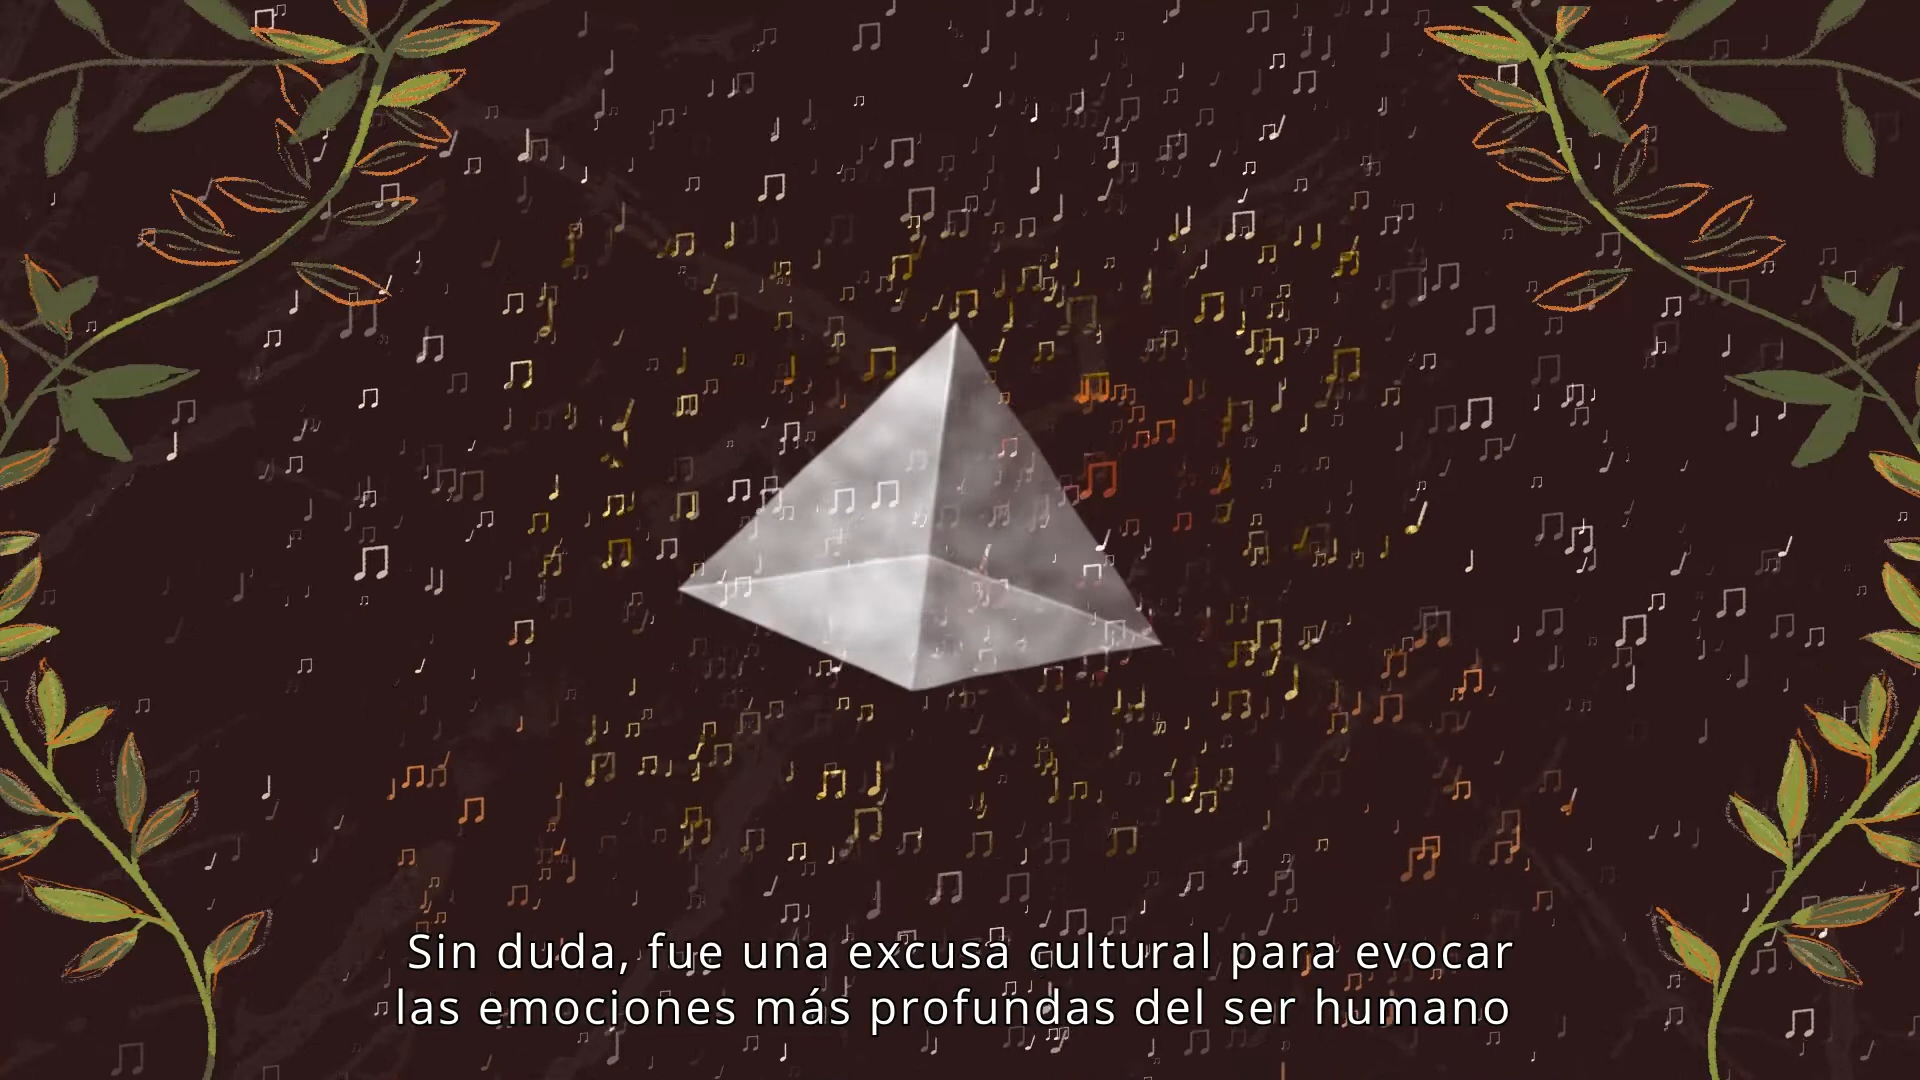 Sin duda, fue una excusa cultural para evocar
las emociones más profundas del ser humano